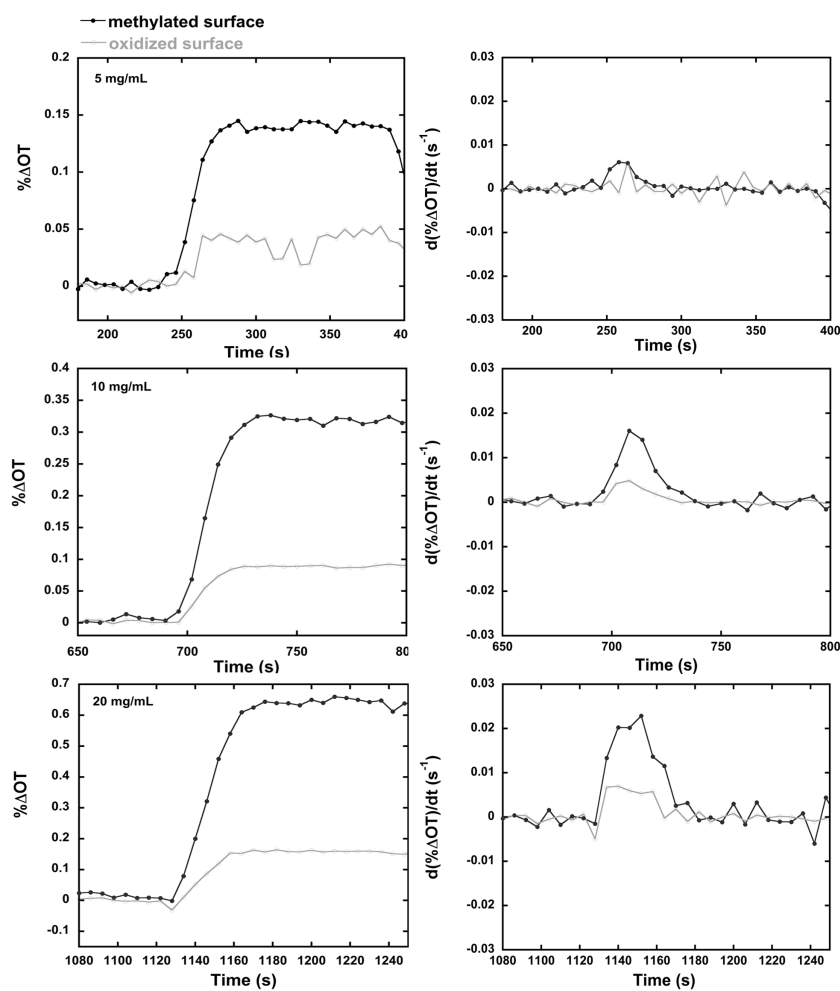 methylated surface
oxidized surface
5 mg/mL
%ΔOT
0.2
0.15
0.1
0.05
0
200 250 300 350 40
Time (s)
d(%ΔOT)/dt (s⁻¹)
0.03
0.02
0.01
0
-0.01
-0.02
-0.03
200 250 300 350 400
Time (s)
10 mg/mL
%ΔOT
0.4
0.35
0.3
0.25
0.2
0.15
0.1
0.05
0
650 700 750 80
Time (s)
d(%ΔOT)/dt (s⁻¹)
0.03
0.02
0.01
0
-0.01
-0.02
-0.03
650 700 750 800
Time (s)
20 mg/mL
%ΔOT
0.7
0.6
0.5
0.4
0.3
0.2
0.1
0
-0.1
1080 1100 1120 1140 1160 1180 1200 1220 1240
Time (s)
d(%ΔOT)/dt (s⁻¹)
0.03
0.02
0.01
0
-0.01
-0.02
-0.03
1080 1100 1120 1140 1160 1180 1200 1220 1240
Time (s)